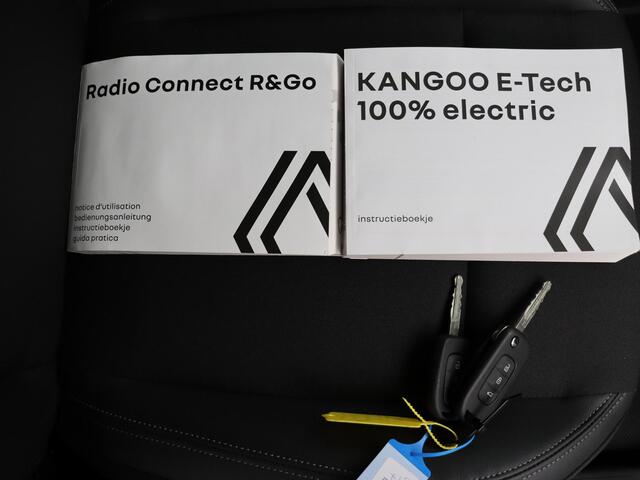 Radio Connect R&Go
notice d'utilisation
bedienungsanleitung
instructieboekje
guida pratica
KANGOO E-Tech
100% electric
instructieboekje